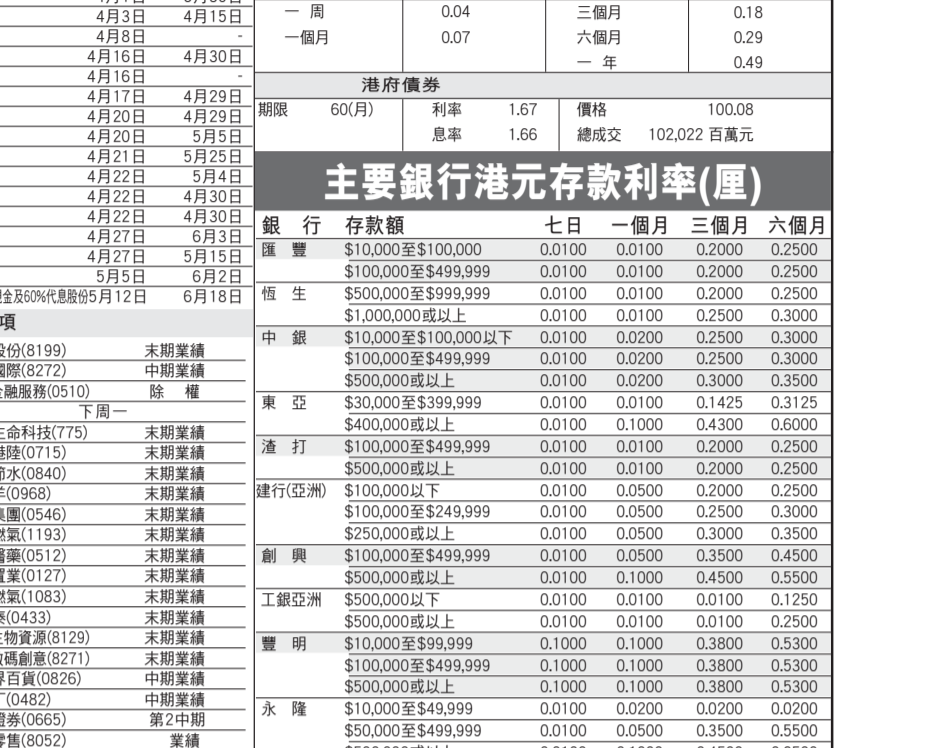 4月3日 4月15日
4月8日 -
4月16日 4月30日
4月16日 -
4月17日 4月29日
4月20日 4月29日
4月20日 5月5日
4月21日 5月25日
4月22日 5月4日
4月22日 4月30日
4月22日 4月30日
4月27日 6月3日
4月27日 5月15日
5月5日 6月2日
金及60%代息股份5月12日 6月18日
項
股份(8199) 末期業績
國際(8272) 中期業績
金融服務(0510) 除 權
下周一
生命科技(775) 末期業績
港陸(0715) 末期業績
節水(0840) 末期業績
(0968) 末期業績
集團(0546) 末期業績
燃氣(1193) 末期業績
醫藥(0512) 末期業績
置業(0127) 末期業績
燃氣(1083) 末期業績
泰(0433) 末期業績
生物資源(8129) 末期業績
數碼創意(8271) 末期業績
界百貨(0826) 中期業績
(0482) 中期業績
證券(0665) 第2中期
零售(8052) 業績
一 周 0.04 三個月 0.18
一個月 0.07 六個月 0.29
一 年 0.49
港府債券
期限 60(月) 利率 1.67 價格 100.08
息率 1.66 總成交 102,022 百萬元
主要銀行港元存款利率(厘)
銀 行 存款額 七日 一個月 三個月 六個月
匯 豐 $10,000至$100,000 0.0100 0.0100 0.2000 0.2500
$100,000至$499,999 0.0100 0.0100 0.2000 0.2500
恆 生 $500,000至$999,999 0.0100 0.0100 0.2000 0.2500
$1,000,000或以上 0.0100 0.0100 0.2500 0.3000
中 銀 $10,000至$100,000以下 0.0100 0.0200 0.2500 0.3000
$100,000至$499,999 0.0100 0.0200 0.2500 0.3000
$500,000或以上 0.0100 0.0200 0.3000 0.3500
東 亞 $30,000至$399,999 0.0100 0.0100 0.1425 0.3125
$400,000或以上 0.0100 0.1000 0.4300 0.6000
渣 打 $100,000至$499,999 0.0100 0.0100 0.2000 0.2500
$500,000或以上 0.0100 0.0100 0.2000 0.2500
建行(亞洲) $100,000以下 0.0100 0.0500 0.2000 0.2500
$100,000至$249,999 0.0100 0.0500 0.2500 0.3000
$250,000或以上 0.0100 0.0500 0.3000 0.3500
創 興 $100,000至$499,999 0.0100 0.0500 0.3500 0.4500
$500,000或以上 0.0100 0.1000 0.4500 0.5500
工銀亞洲 $500,000以下 0.0100 0.0100 0.0100 0.1250
$500,000或以上 0.0100 0.0100 0.0100 0.2500
豐 明 $10,000至$99,999 0.1000 0.1000 0.3800 0.5300
$100,000至$499,999 0.1000 0.1000 0.3800 0.5300
$500,000或以上 0.1000 0.1000 0.3800 0.5300
永 隆 $10,000至$49,999 0.0100 0.0200 0.0200 0.0200
$50,000至$499,999 0.0100 0.0500 0.3500 0.5500